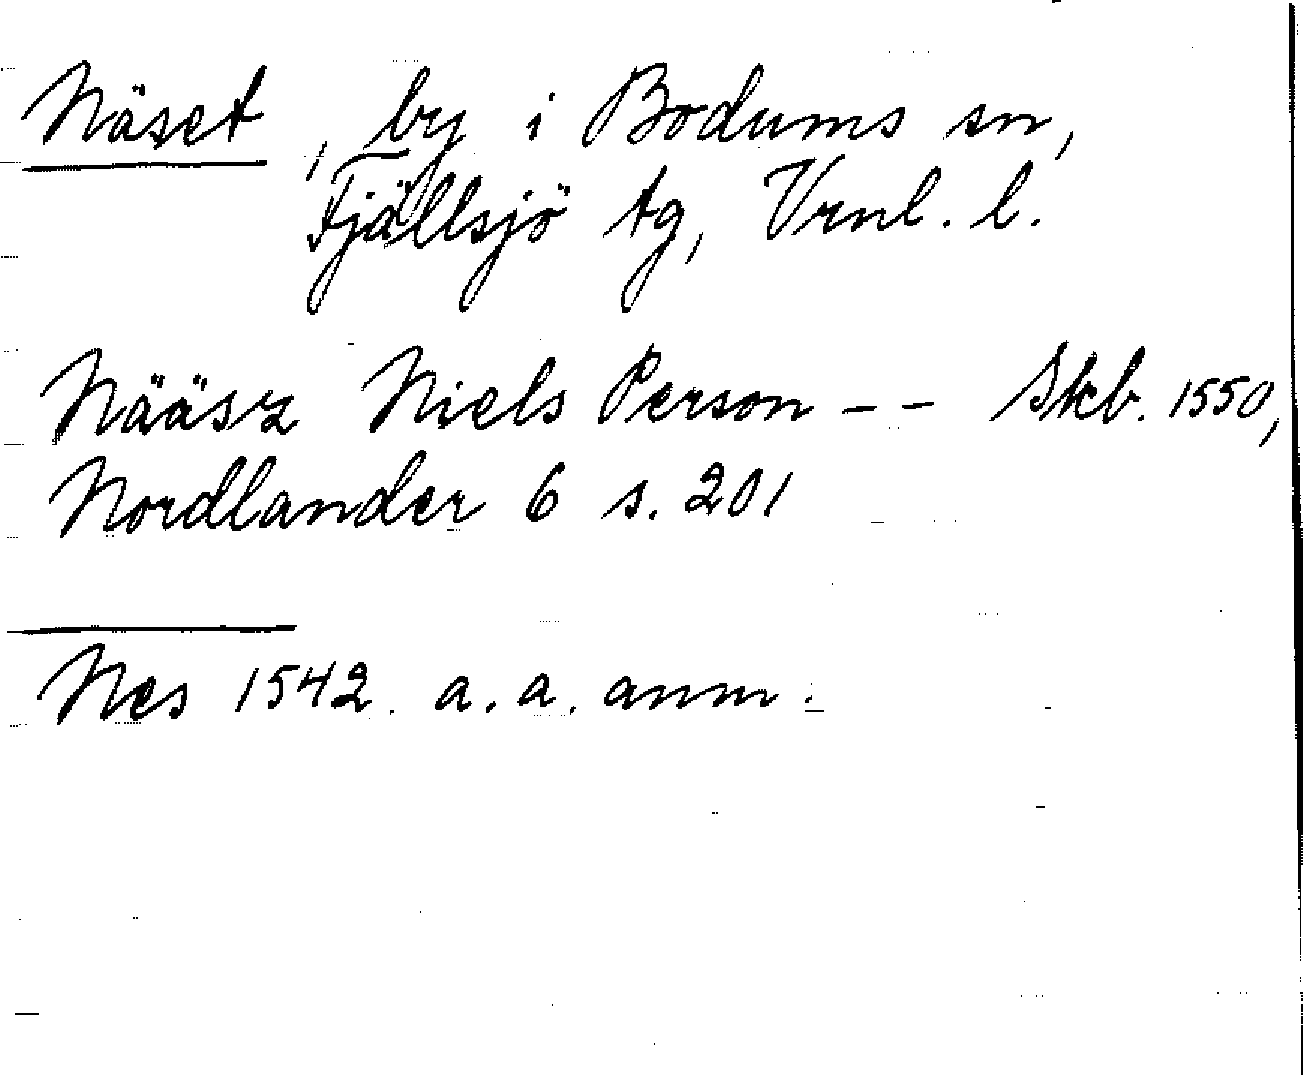 Näset, by i Bodums sn,
Fjällsjö tg, Vrnl. l.
Nääsz Niels Person -- Skb. 1550,
Nordlander 6 s. 201
Nes 1542. a. a. anm.